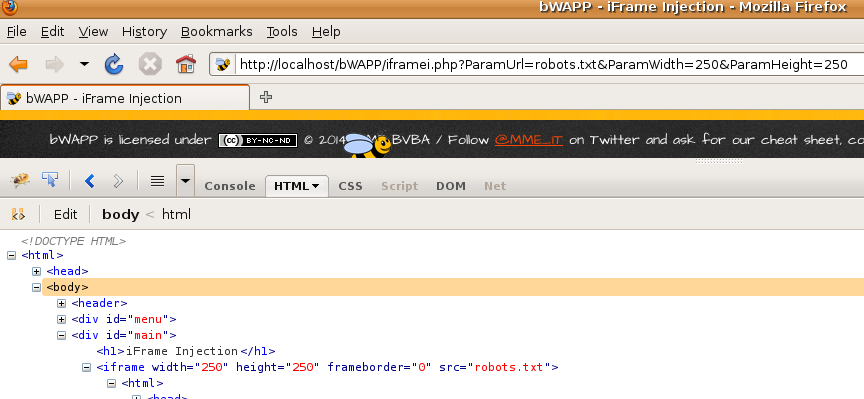 bWAPP - iFrame Injection - Mozilla Firefox
File Edit View History Bookmarks Tools Help
http://localhost/bWAPP/iframei.php?ParamUrl=robots.txt&ParamWidth=250&ParamHeight=250
bWAPP - iFrame Injection
bWAPP is licensed under cc BY-NC-ND © 2014 BVBA / Follow @MME_IT on Twitter and ask for our cheat sheet, co
Console HTML CSS Script DOM Net
Edit body < html
<!DOCTYPE HTML>
<html>
<head>
<body>
<header>
<div id="menu">
<div id="main">
<h1>iFrame Injection</h1>
<iframe width="250" height="250" frameborder="0" src="robots.txt">
<html>
<head>